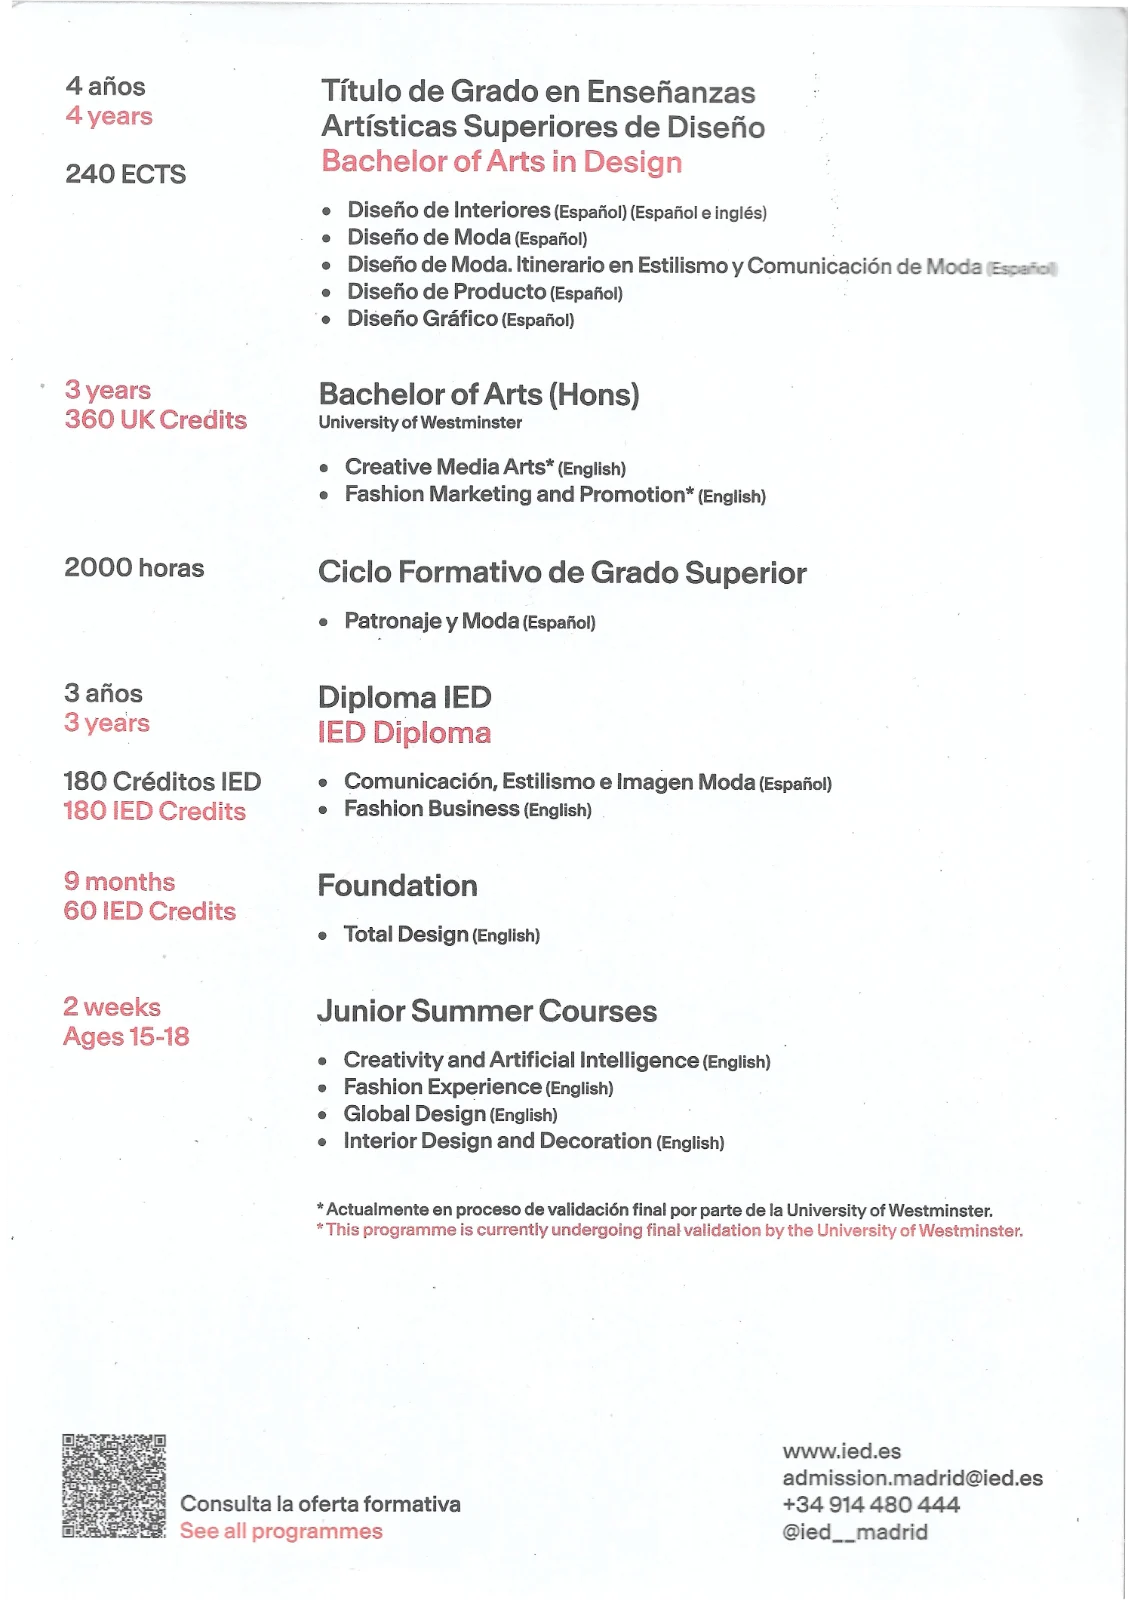 4 años
4 years
240 ECTS
Título de Grado en Enseñanzas
Artísticas Superiores de Diseño
Bachelor of Arts in Design
• Diseño de Interiores (Español) (Español e inglés)
• Diseño de Moda (Español)
• Diseño de Moda. Itinerario en Estilismo y Comunicación de Moda (Español)
• Diseño de Producto (Español)
• Diseño Gráfico (Español)
3 years
360 UK Credits
Bachelor of Arts (Hons)
University of Westminster
• Creative Media Arts* (English)
• Fashion Marketing and Promotion* (English)
2000 horas
Ciclo Formativo de Grado Superior
• Patronaje y Moda (Español)
3 años
3 years
180 Créditos IED
180 IED Credits
Diploma IED
IED Diploma
• Comunicación, Estilismo e Imagen Moda (Español)
• Fashion Business (English)
9 months
60 IED Credits
Foundation
• Total Design (English)
2 weeks
Ages 15-18
Junior Summer Courses
• Creativity and Artificial Intelligence (English)
• Fashion Experience (English)
• Global Design (English)
• Interior Design and Decoration (English)
* Actualmente en proceso de validación final por parte de la University of Westminster.
* This programme is currently undergoing final validation by the University of Westminster.
Consulta la oferta formativa
See all programmes
www.ied.es
admission.madrid@ied.es
+34 914 480 444
@ied__madrid